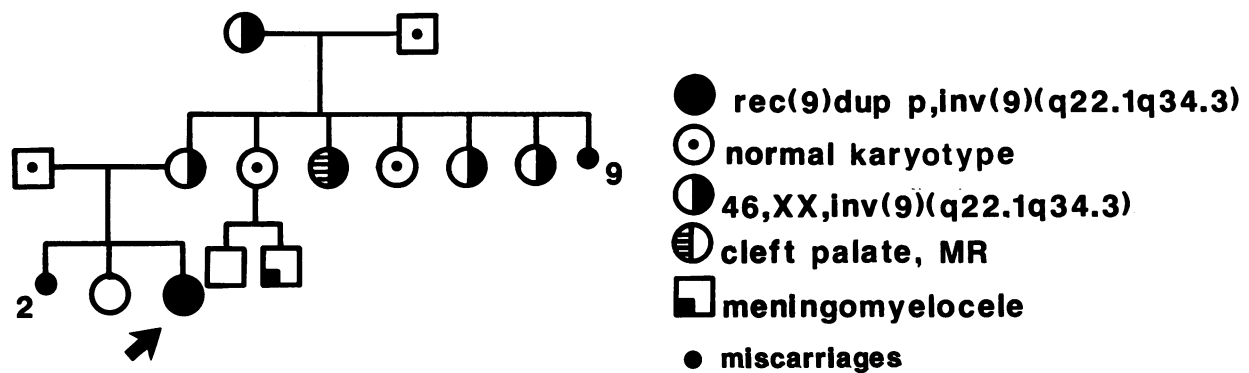 rec(9)dup p,inv(9)(q22.1q34.3)
normal karyotype
46,XX,inv(9)(q22.1q34.3)
cleft palate, MR
meningomyelocele
miscarriages
9
2